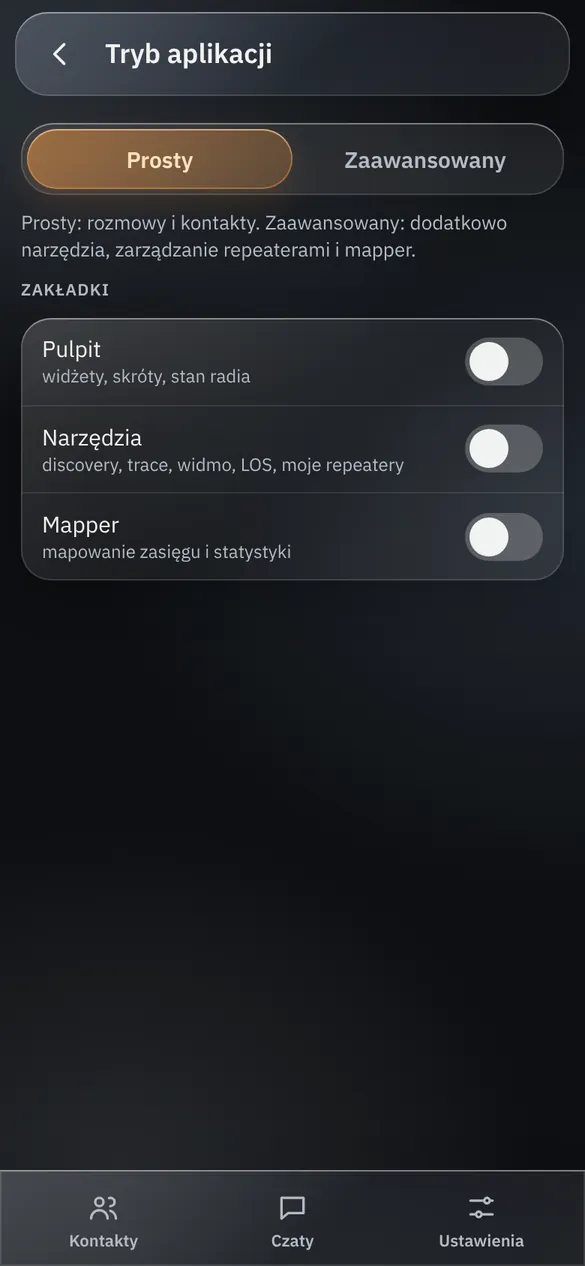 Tryb aplikacji
Prosty
Zaawansowany
Prosty: rozmowy i kontakty. Zaawansowany: dodatkowo
narzędzia, zarządzanie repeaterami i mapper.
ZAKŁADKI
Pulpit
widżety, skróty, stan radia
Narzędzia
discovery, trace, widmo, LOS, moje repeatery
Mapper
mapowanie zasięgu i statystyki
Kontakty
Czaty
Ustawienia